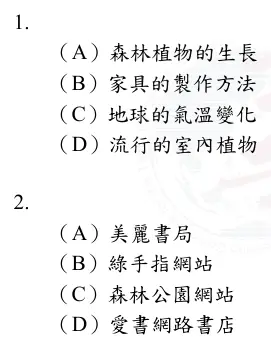 1.
（A）森林植物的生長
（B）家具的製作方法
（C）地球的氣溫變化
（D）流行的室內植物
2.
（A）美麗書局
（B）綠手指網站
（C）森林公園網站
（D）愛書網路書店